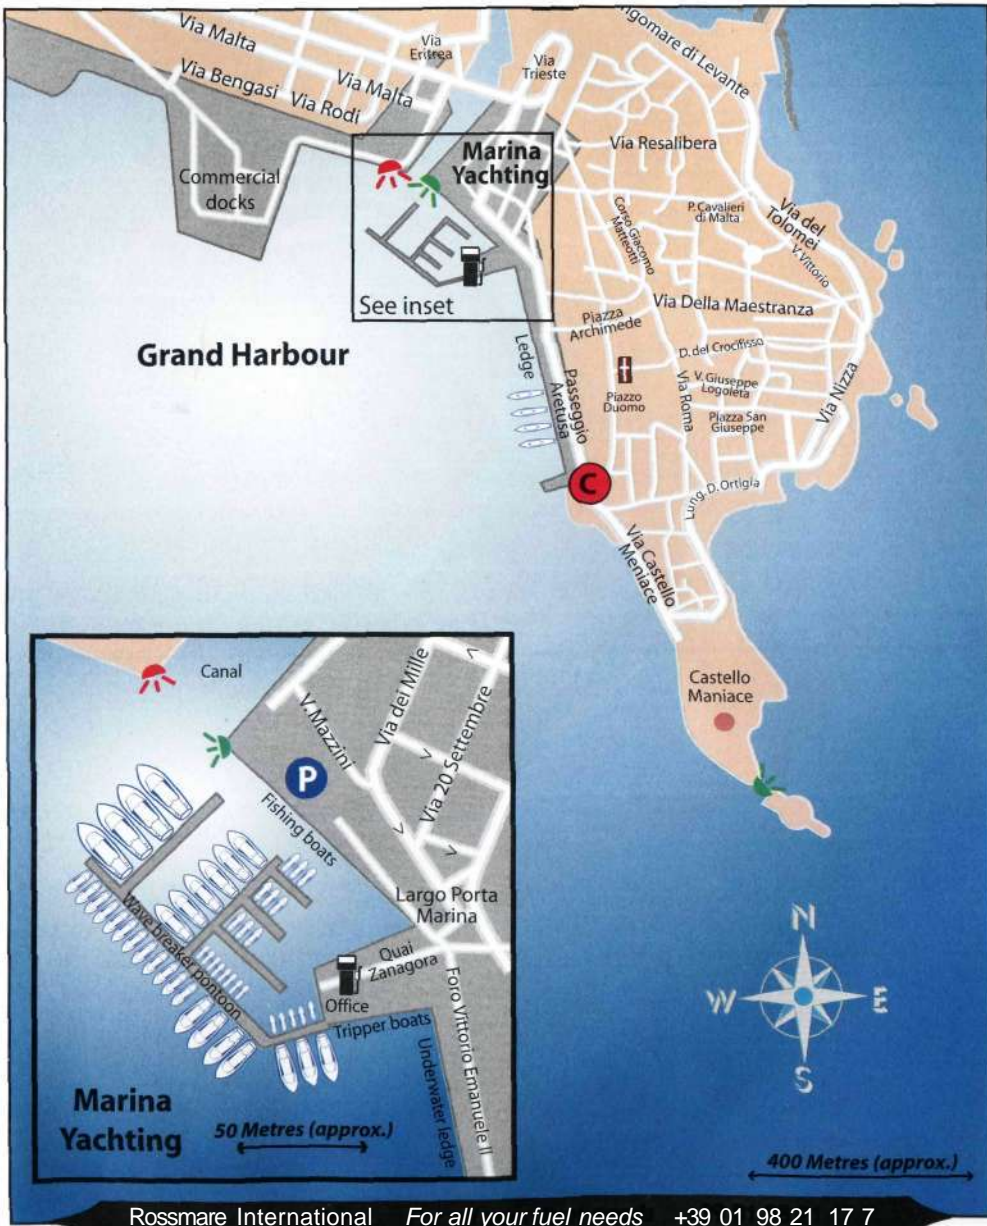 ngomare di Levante
Via Malta
Via
Eritrea
Via
Trieste
Via Bengasi
Via Malta
Via Rodi
Via Resalibera
Marina
Yachting
Commercial
docks
P. Cavalieri
di Malta
Via del
Tolomei
Corso Giacomo
Matteotti
V. Vittorio
See inset
Via Della Maestranza
Piazza
Archimede
Grand Harbour
Ledge
D. del Crocifisso
Passeggio
Aretusa
V. Giuseppe
Logoleta
Via Nizza
Piazzo
Duomo
Via Roma
Piazza San
Giuseppe
C
Lung. D. Ortigia
Via Castello
Meniace
Castello
Maniace
Canal
V. Mazzini
Via dei Mille
Via 20 Settembre
P
Fishing boats
Largo Porta
Marina
Wave breaker pontoon
Quai
Zanagora
Office
Tripper boats
Foro Vittorio Emanuele II
Underwater ledge
Marina
Yachting
50 Metres (approx.)
N
W
E
S
400 Metres (approx.)
Rossmare International For all your fuel needs +39 01 98 21 17 7